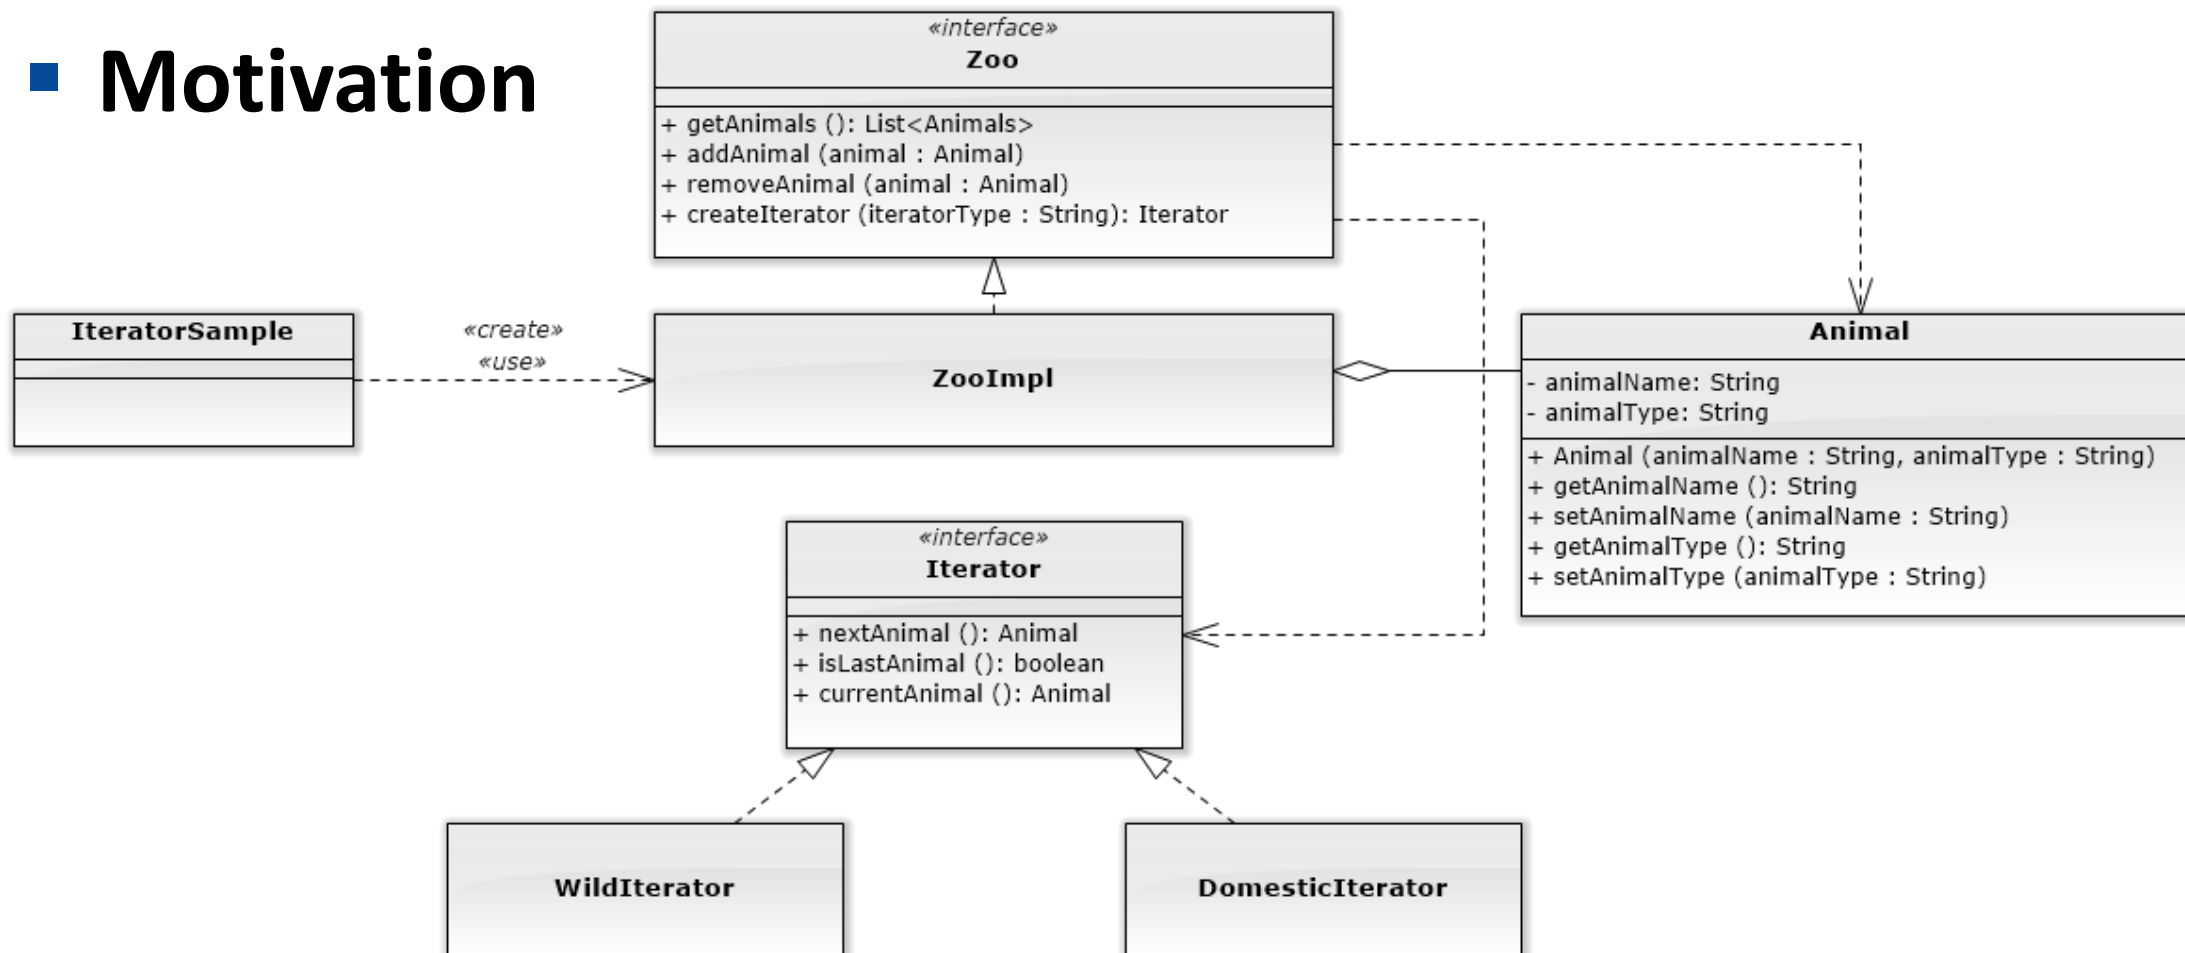 Motivation
«interface»
Zoo
+ getAnimals (): List<Animals>
+ addAnimal (animal : Animal)
+ removeAnimal (animal : Animal)
+ createIterator (iteratorType : String): Iterator
IteratorSample
«create»
«use»
ZooImpl
Animal
- animalName: String
- animalType: String
+ Animal (animalName : String, animalType : String)
+ getAnimalName (): String
+ setAnimalName (animalName : String)
+ getAnimalType (): String
+ setAnimalType (animalType : String)
«interface»
Iterator
+ nextAnimal (): Animal
+ isLastAnimal (): boolean
+ currentAnimal (): Animal
WildIterator
DomesticIterator